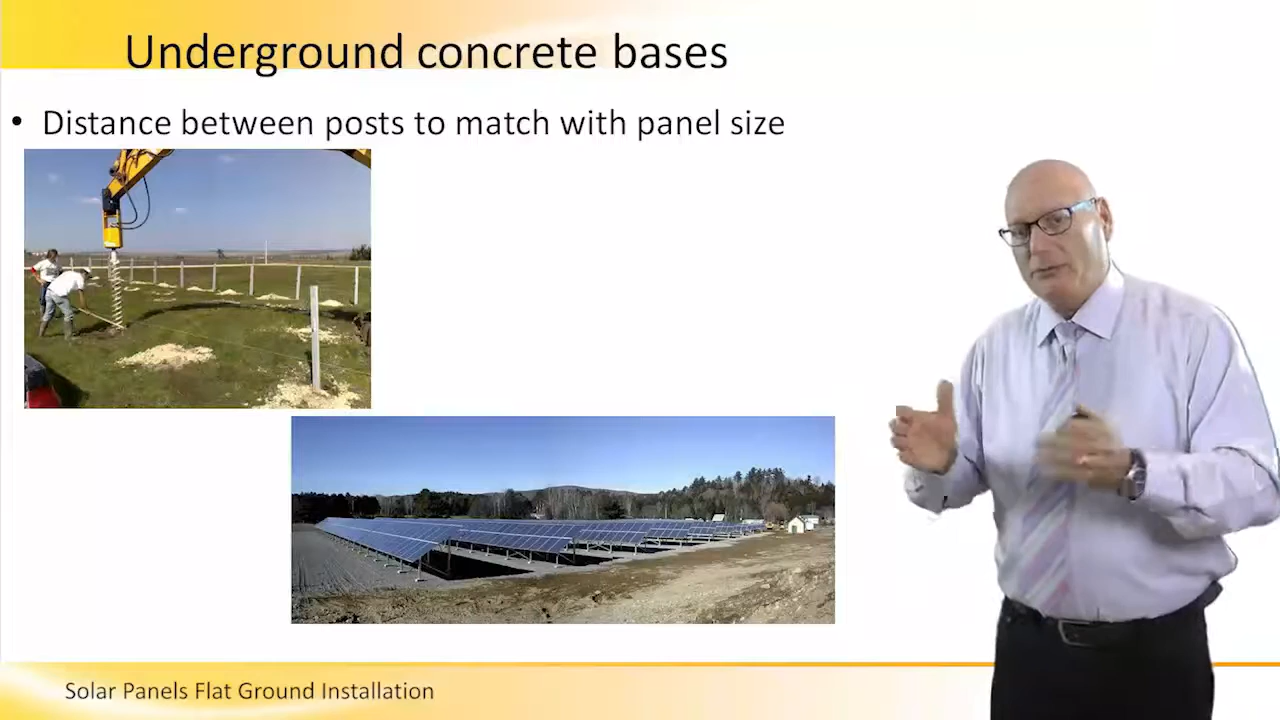 Underground concrete bases
• Distance between posts to match with panel size
Solar Panels Flat Ground Installation